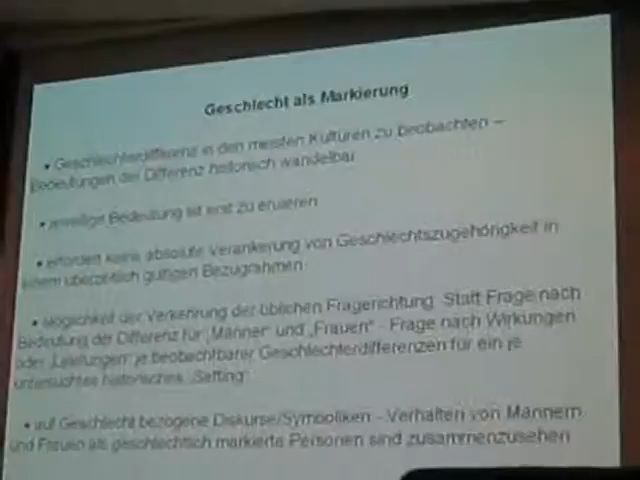 Geschlecht als Markierung
• Geschlechterdifferenz in den meisten Kulturen zu beobachten –
Bedeutungen der Differenz historisch wandelbar
• jeweilige Bedeutung ist erst zu eruieren
• erfordert keine absolute Verankerung von Geschlechtszugehörigkeit in
einem überzeitlich gültigen Bezugrahmen
• Möglichkeit der Verkehrung der üblichen Fragerichtung. Statt Frage nach
Bedeutung der Differenz für „Männer“ und „Frauen“ - Frage nach Wirkungen
oder „Leistungen“ je beobachtbarer Geschlechterdifferenzen für ein je
untersuchtes historisches „Setting“
• auf Geschlecht bezogene Diskurse/Symboliken - Verhalten von Männern
und Frauen als geschlechtlich markierte Personen sind zusammenzusehen